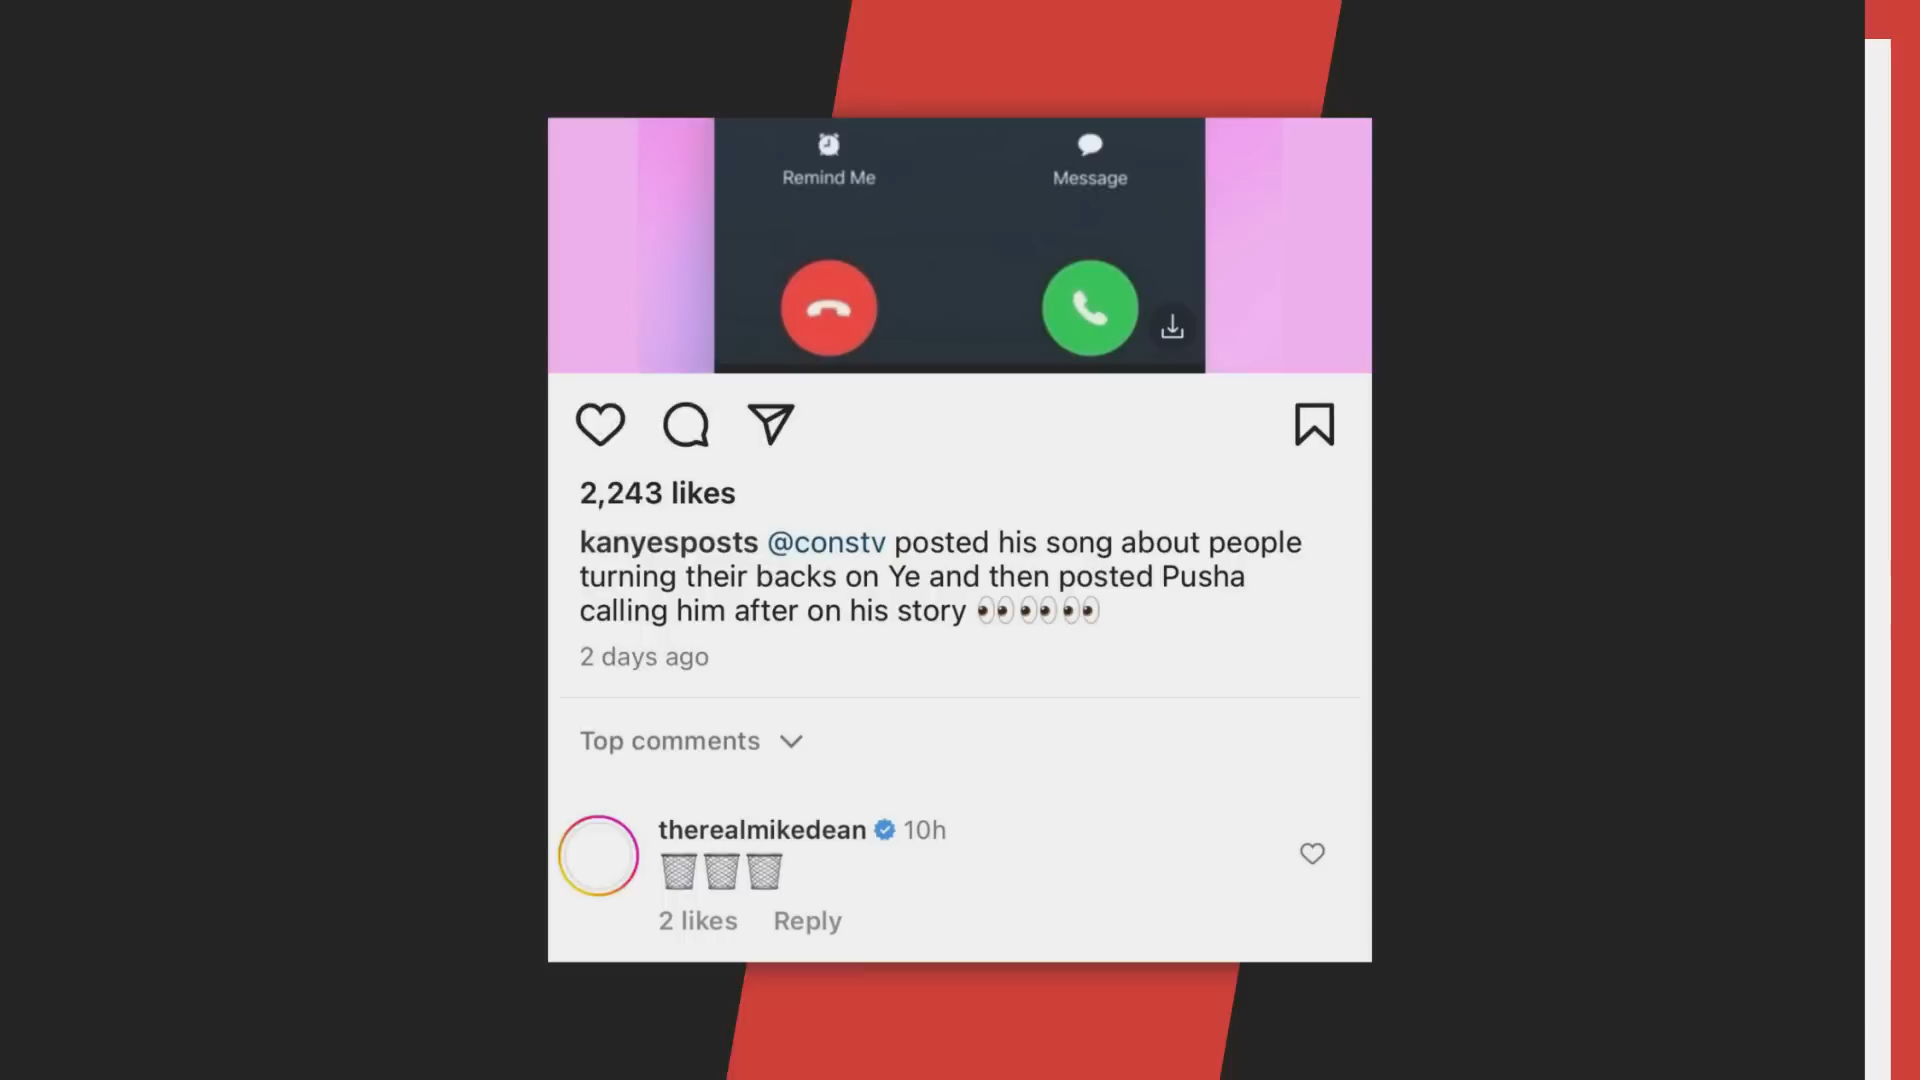 Remind Me
Message
2,243 likes
kanyesposts @constv posted his song about people
turning their backs on Ye and then posted Pusha
calling him after on his story 👀👀👀
2 days ago
Top comments
therealmikedean 10h
🗑🗑🗑
2 likes Reply